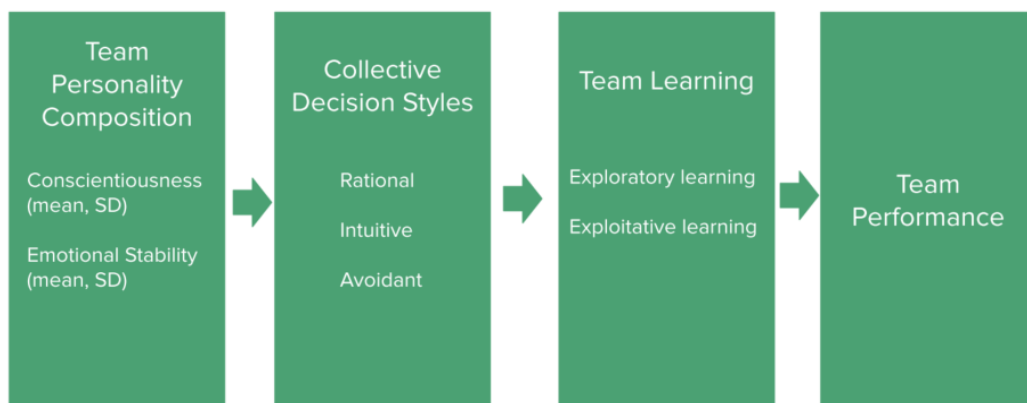 Team
Personality
Composition
Conscientiousness
(mean, SD)
Emotional Stability
(mean, SD)
Collective
Decision Styles
Rational
Intuitive
Avoidant
Team Learning
Exploratory learning
Exploitative learning
Team
Performance